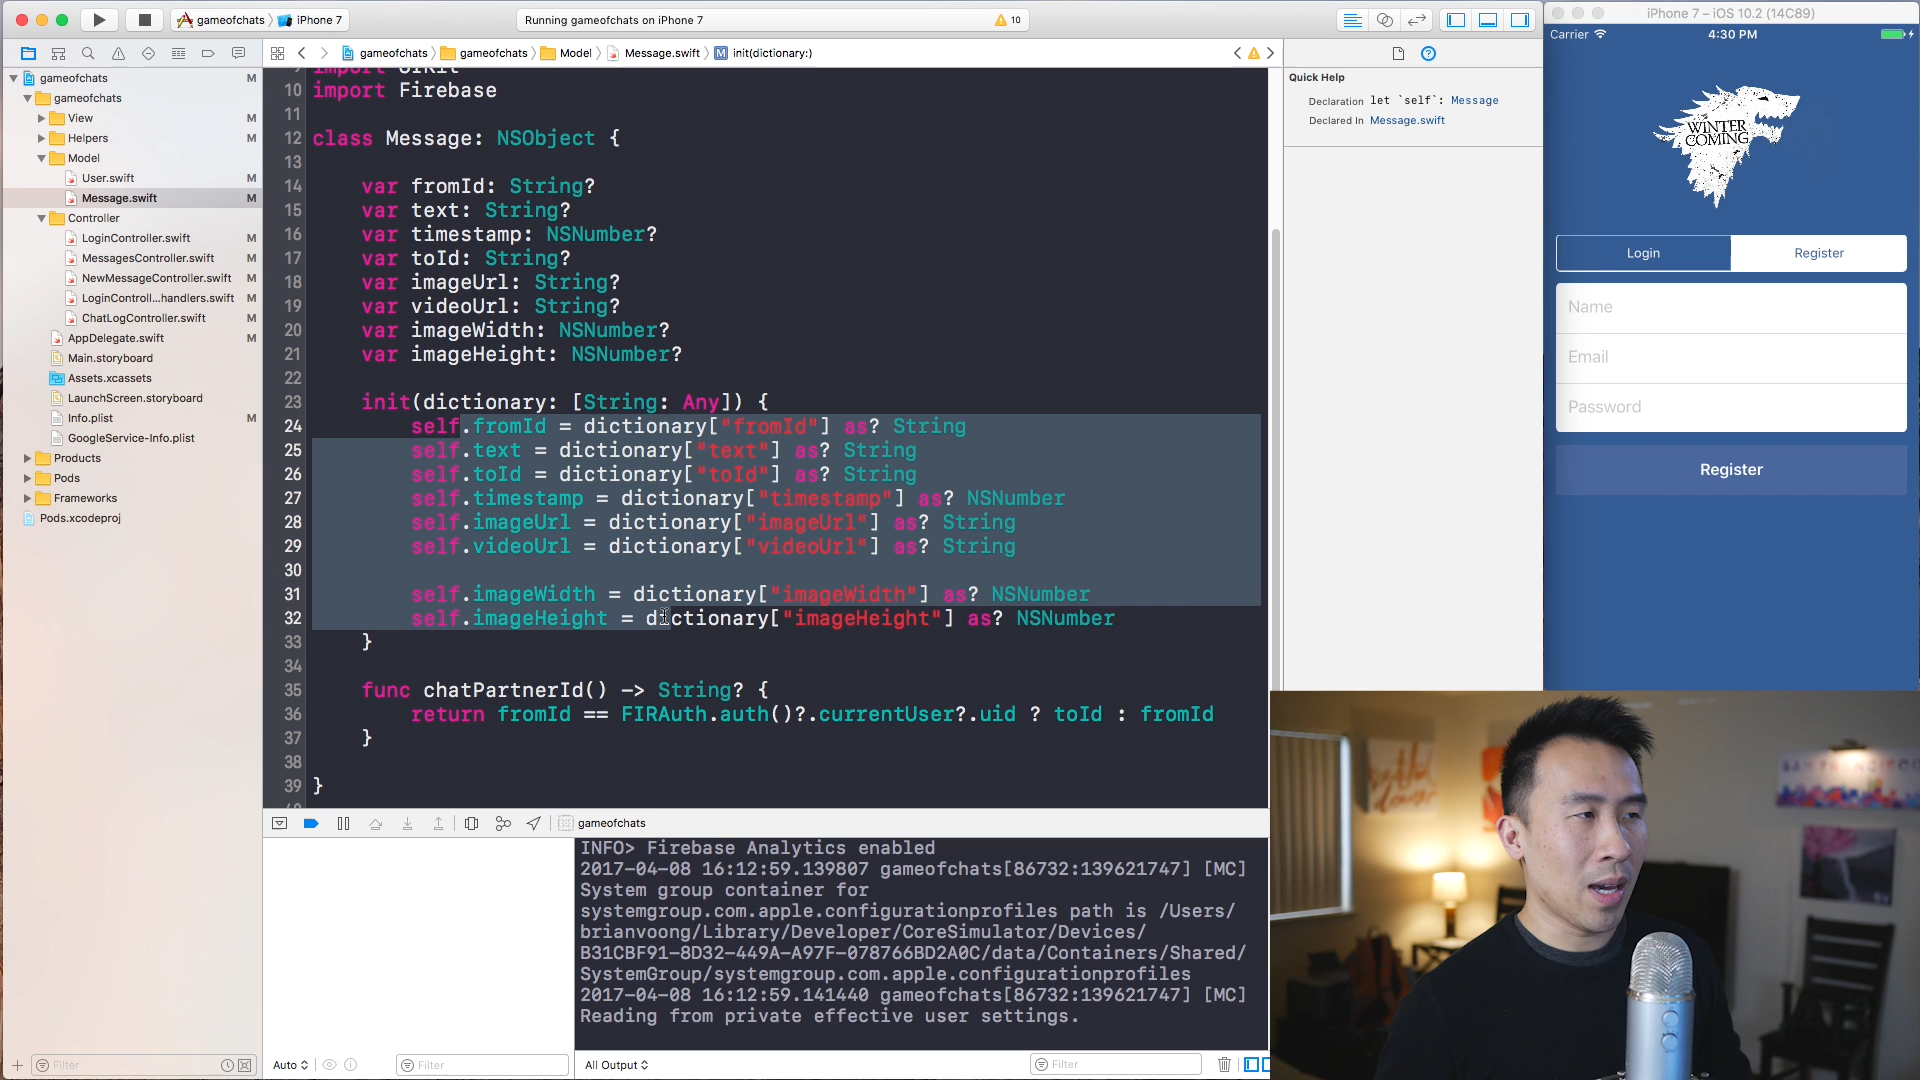 gameofchats
iPhone 7
Running gameofchats on iPhone 7
10
iPhone 7 – iOS 10.2 (14C89)
gameofchats
gameofchats
Model
Message.swift
M
init(dictionary:)
Carrier
4:30 PM
gameofchats M
gameofchats
View M
Helpers M
Model
User.swift M
Message.swift M
Controller
LoginController.swift M
MessagesController.swift M
NewMessageController.swift M
LoginControll...handlers.swift M
ChatLogController.swift M
AppDelegate.swift M
Main.storyboard
Assets.xcassets
LaunchScreen.storyboard
Info.plist M
GoogleService-Info.plist
Products
Pods
Frameworks
Pods.xcodeproj
Filter
9 import UIKit
10 import Firebase
11
12 class Message: NSObject {
13
14 var fromId: String?
15 var text: String?
16 var timestamp: NSNumber?
17 var toId: String?
18 var imageUrl: String?
19 var videoUrl: String?
20 var imageWidth: NSNumber?
21 var imageHeight: NSNumber?
22
23 init(dictionary: [String: Any]) {
24 self.fromId = dictionary["fromId"] as? String
25 self.text = dictionary["text"] as? String
26 self.toId = dictionary["toId"] as? String
27 self.timestamp = dictionary["timestamp"] as? NSNumber
28 self.imageUrl = dictionary["imageUrl"] as? String
29 self.videoUrl = dictionary["videoUrl"] as? String
30
31 self.imageWidth = dictionary["imageWidth"] as? NSNumber
32 self.imageHeight = dictionary["imageHeight"] as? NSNumber
33 }
34
35 func chatPartnerId() -> String? {
36 return fromId == FIRAuth.auth()?.currentUser?.uid ? toId : fromId
37 }
38
39 }
40
gameofchats
INFO> Firebase Analytics enabled
2017-04-08 16:12:59.139807 gameofchats[86732:139621747] [MC]
System group container for
systemgroup.com.apple.configurationprofiles path is /Users/
brianvoong/Library/Developer/CoreSimulator/Devices/
B31CBF91-8D32-449A-A97F-078766BD2A0C/data/Containers/Shared/
SystemGroup/systemgroup.com.apple.configurationprofiles
2017-04-08 16:12:59.141440 gameofchats[86732:139621747] [MC]
Reading from private effective user settings.
Auto
Filter
All Output
Filter
Quick Help
Declaration let `self`: Message
Declared In Message.swift
WINTER
COMING
Login
Register
Name
Email
Password
Register